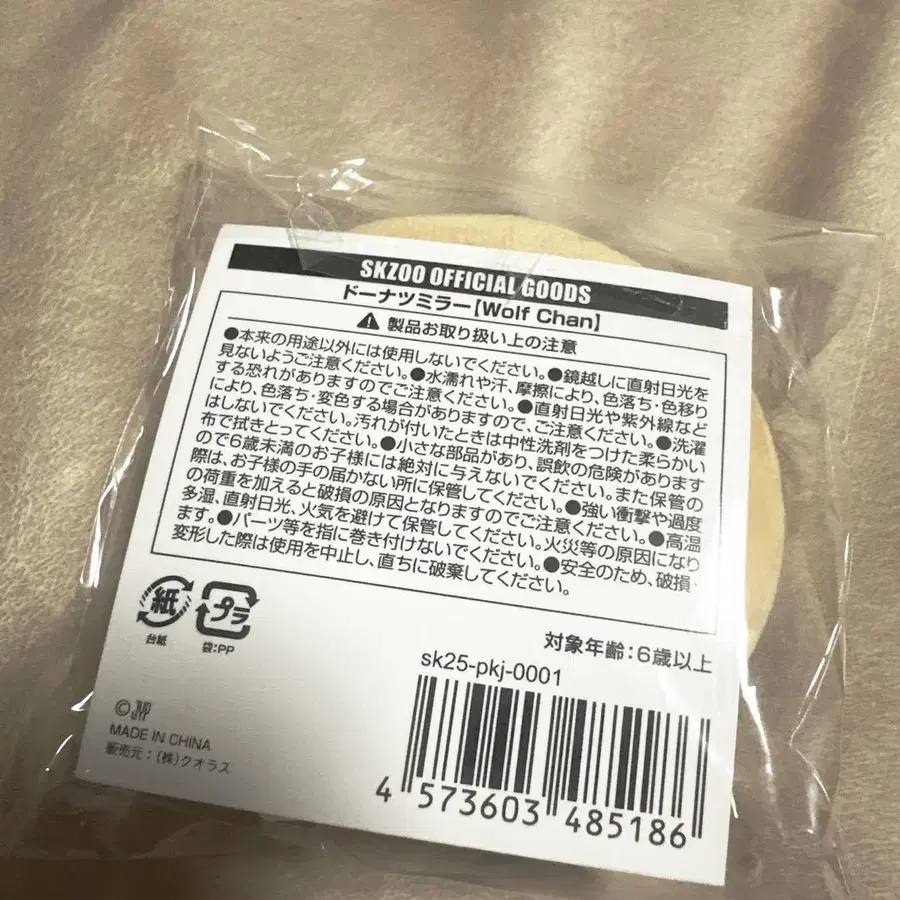 SKZOO OFFICIAL GOODS
ドーナツミラー【Wolf Chan】
製品お取り扱い上の注意
●本来の用途以外には使用しないでください。●鏡越しに直射日光を
見ないようご注意ください。●水濡れや汗、摩擦により、色落ち・色移り
する恐れがありますのでご注意ください。●直射日光や紫外線など
により、色落ち・変色する場合がありますので、ご注意ください。●洗濯
はしないでください。汚れが付いたときは中性洗剤をつけた柔らかい
布で拭きとってください。●小さな部品があり、誤飲の危険があります
ので6歳未満のお子様には絶対に与えないでください。また保管の
際は、お子様の手の届かない所に保管してください。●強い衝撃や過度
の荷重を加えると破損の原因となりますのでご注意ください。●高温
多湿、直射日光、火気を避けて保管してください。火災等の原因になり
ます。●パーツ等を指に巻き付けないでください。●安全のため、破損・
変形した際は使用を中止し、直ちに破棄してください。
紙
台紙
プラ
袋:PP
対象年齢:6歳以上
sk25-pkj-0001
©JYP
MADE IN CHINA
販売元:(株)クオラス
4 573603 485186